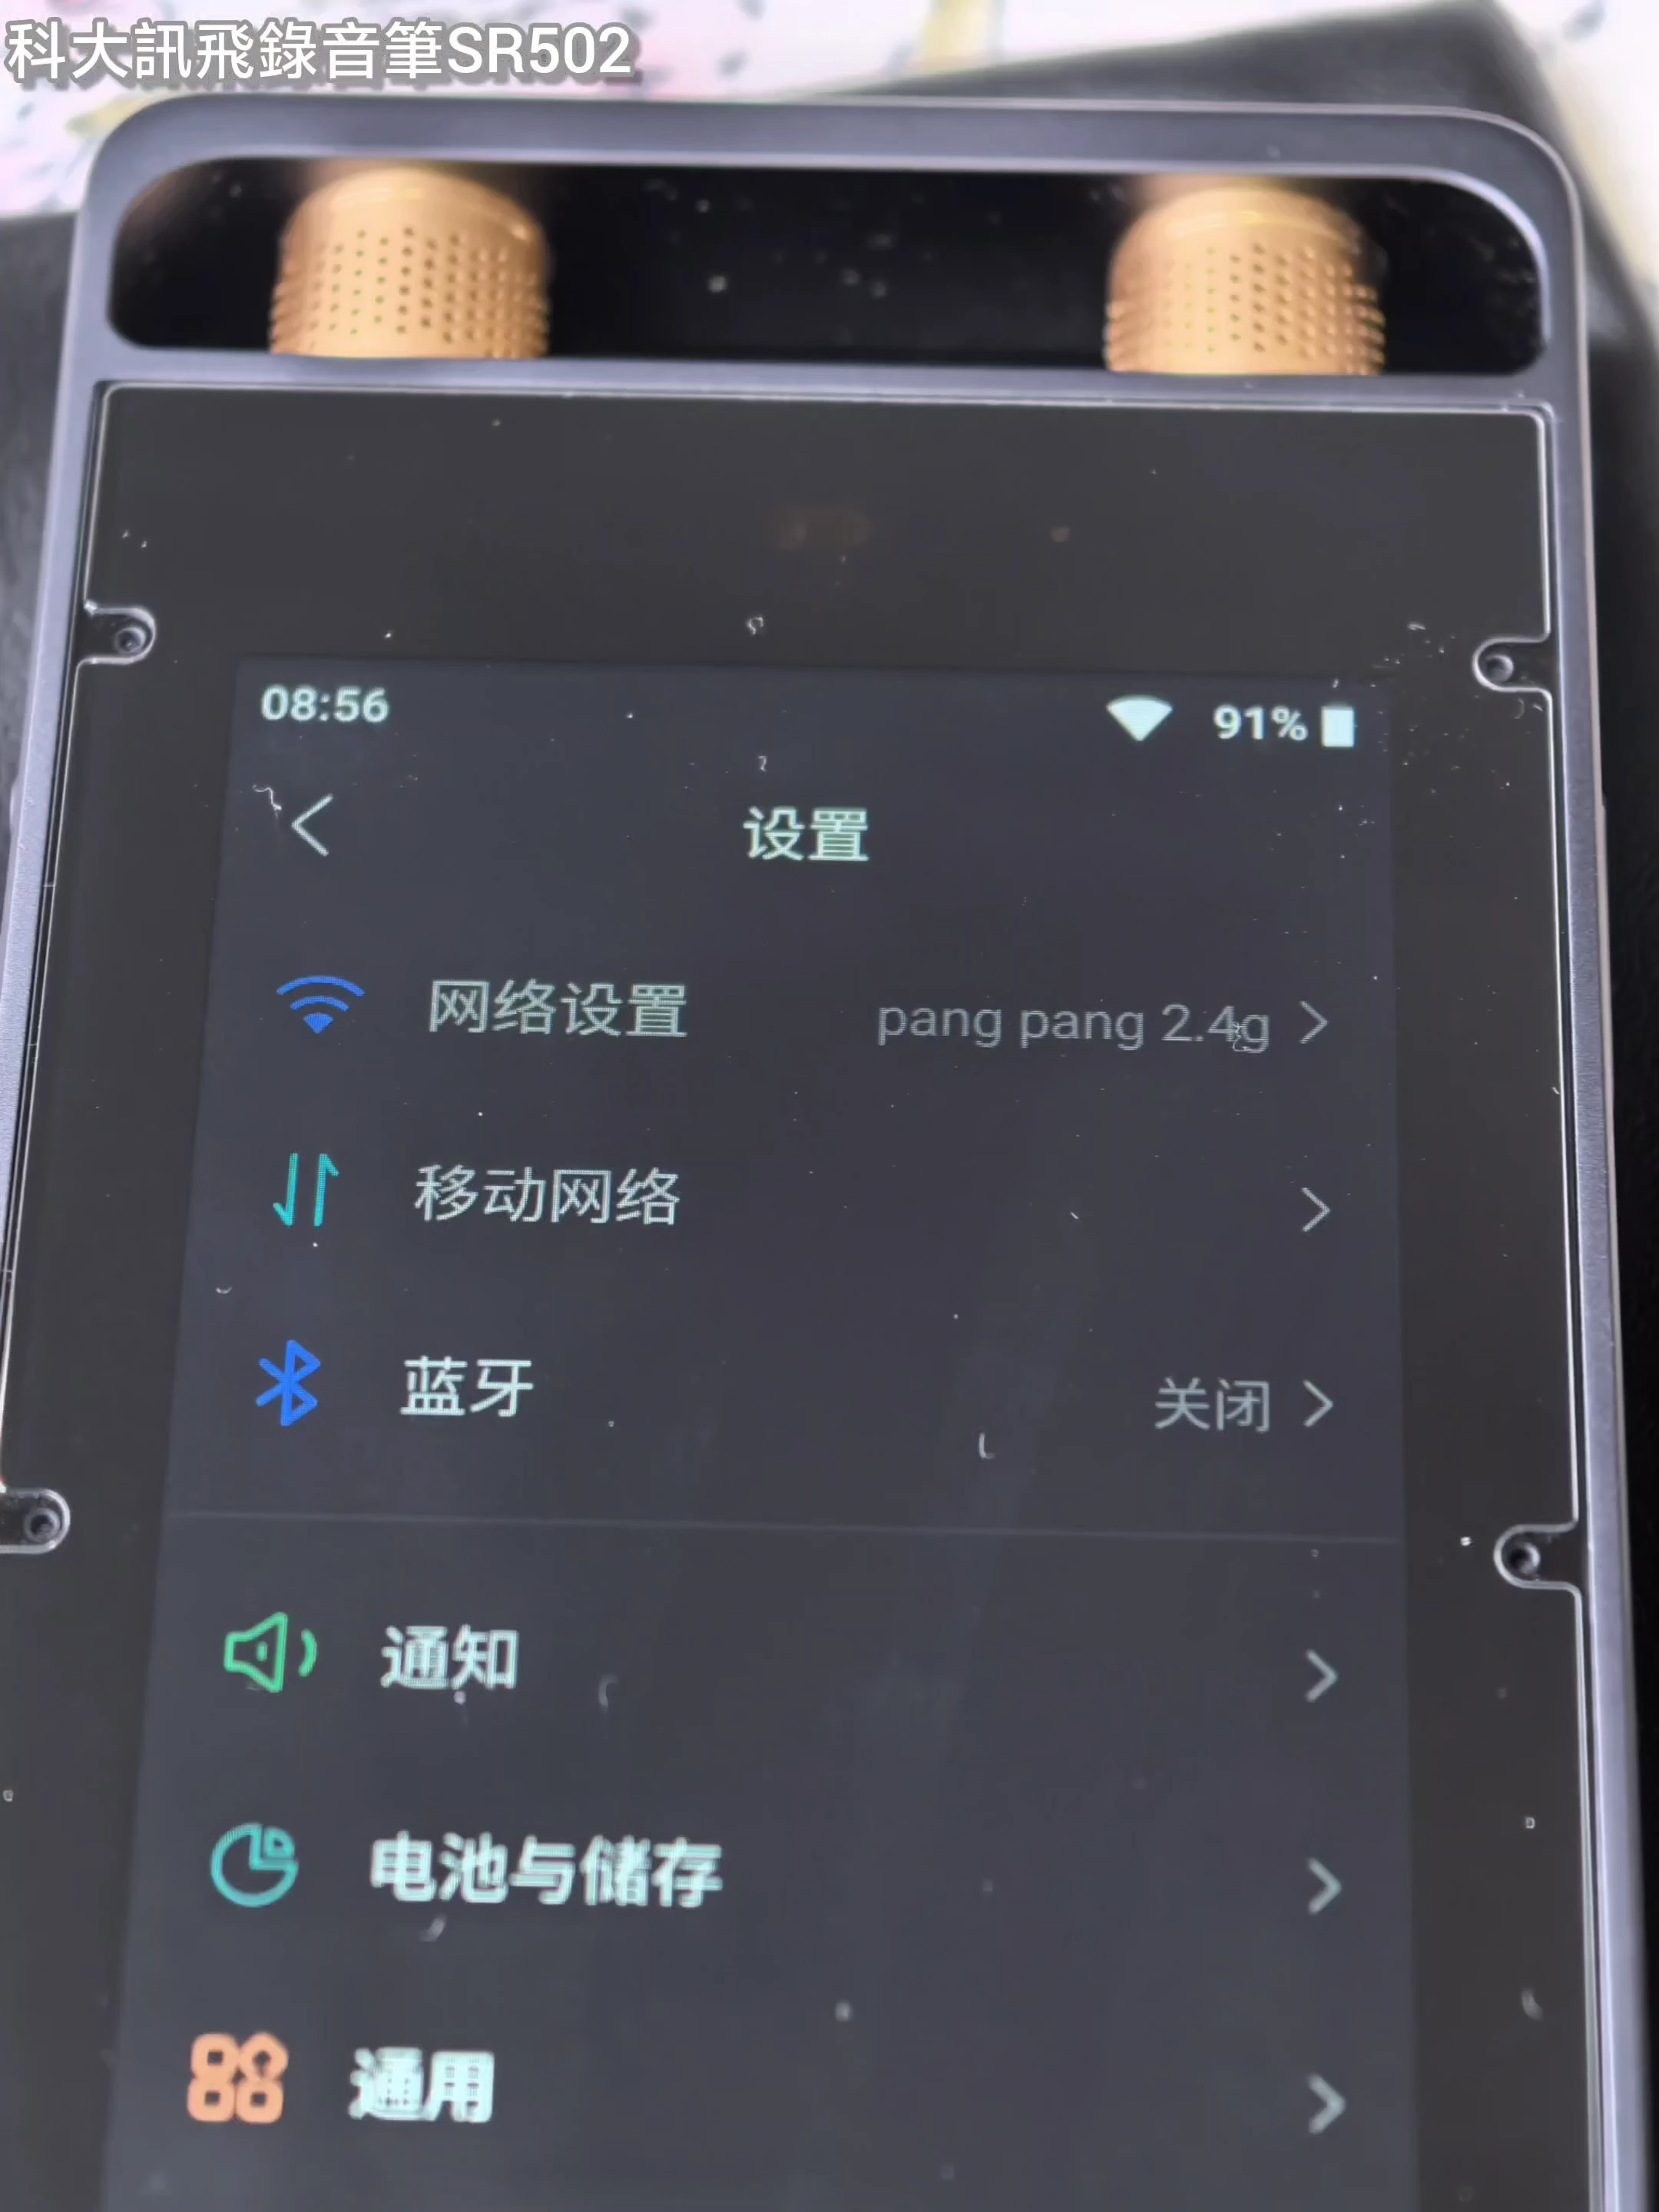 科大訊飛錄音筆SR502
08:56 91%
设置
网络设置 pang pang 2.4g
移动网络
蓝牙 关闭
通知
电池与储存
通用